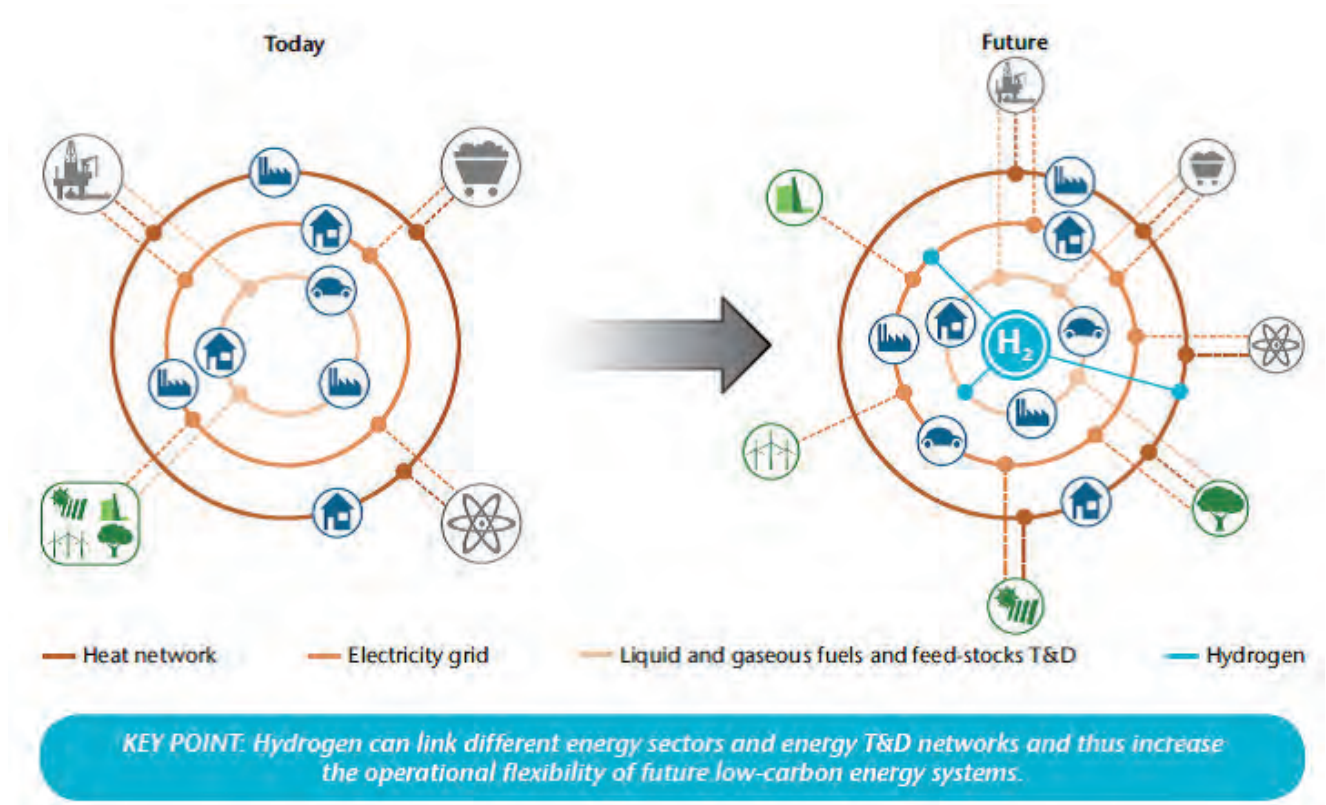 Today
Future
H₂
Heat network
Electricity grid
Liquid and gaseous fuels and feed-stocks T&D
Hydrogen
KEY POINT: Hydrogen can link different energy sectors and energy T&D networks and thus increase
the operational flexibility of future low-carbon energy systems.